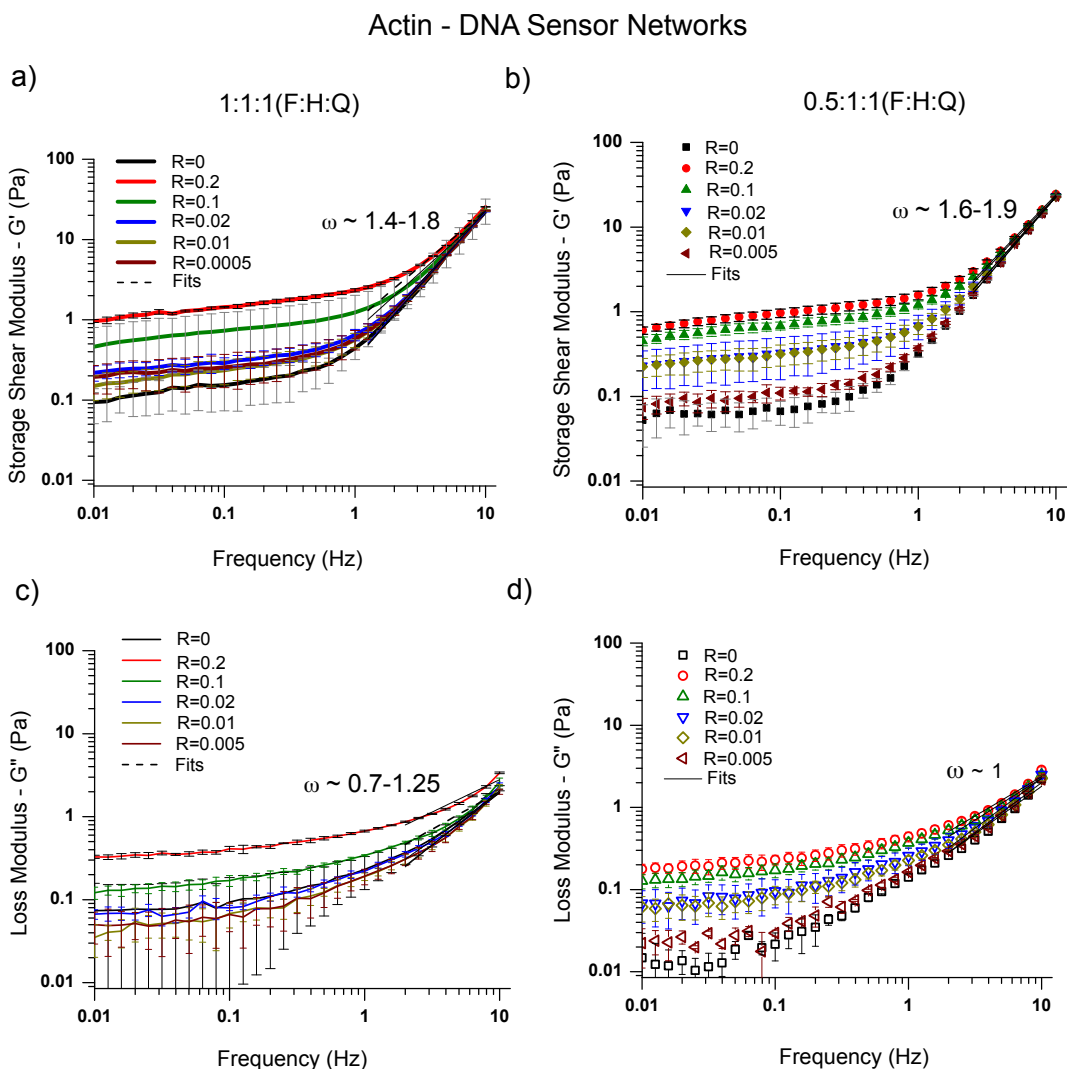 Actin - DNA Sensor Networks
a)
1:1:1(F:H:Q)
Storage Shear Modulus - G' (Pa)
100
10
1
0.1
0.01
R=0
R=0.2
R=0.1
R=0.02
R=0.01
R=0.0005
Fits
ω ~ 1.4-1.8
0.01
0.1
1
10
Frequency (Hz)
b)
0.5:1:1(F:H:Q)
Storage Shear Modulus - G' (Pa)
100
10
1
0.1
0.01
R=0
R=0.2
R=0.1
R=0.02
R=0.01
R=0.005
Fits
ω ~ 1.6-1.9
0.01
0.1
1
10
Frequency (Hz)
c)
Loss Modulus - G'' (Pa)
100
10
1
0.1
0.01
R=0
R=0.2
R=0.1
R=0.02
R=0.01
R=0.005
Fits
ω ~ 0.7-1.25
0.01
0.1
1
10
Frequency (Hz)
d)
Loss Modulus - G'' (Pa)
100
10
1
0.1
0.01
R=0
R=0.2
R=0.1
R=0.02
R=0.01
R=0.005
Fits
ω ~ 1
0.01
0.1
1
10
Frequency (Hz)